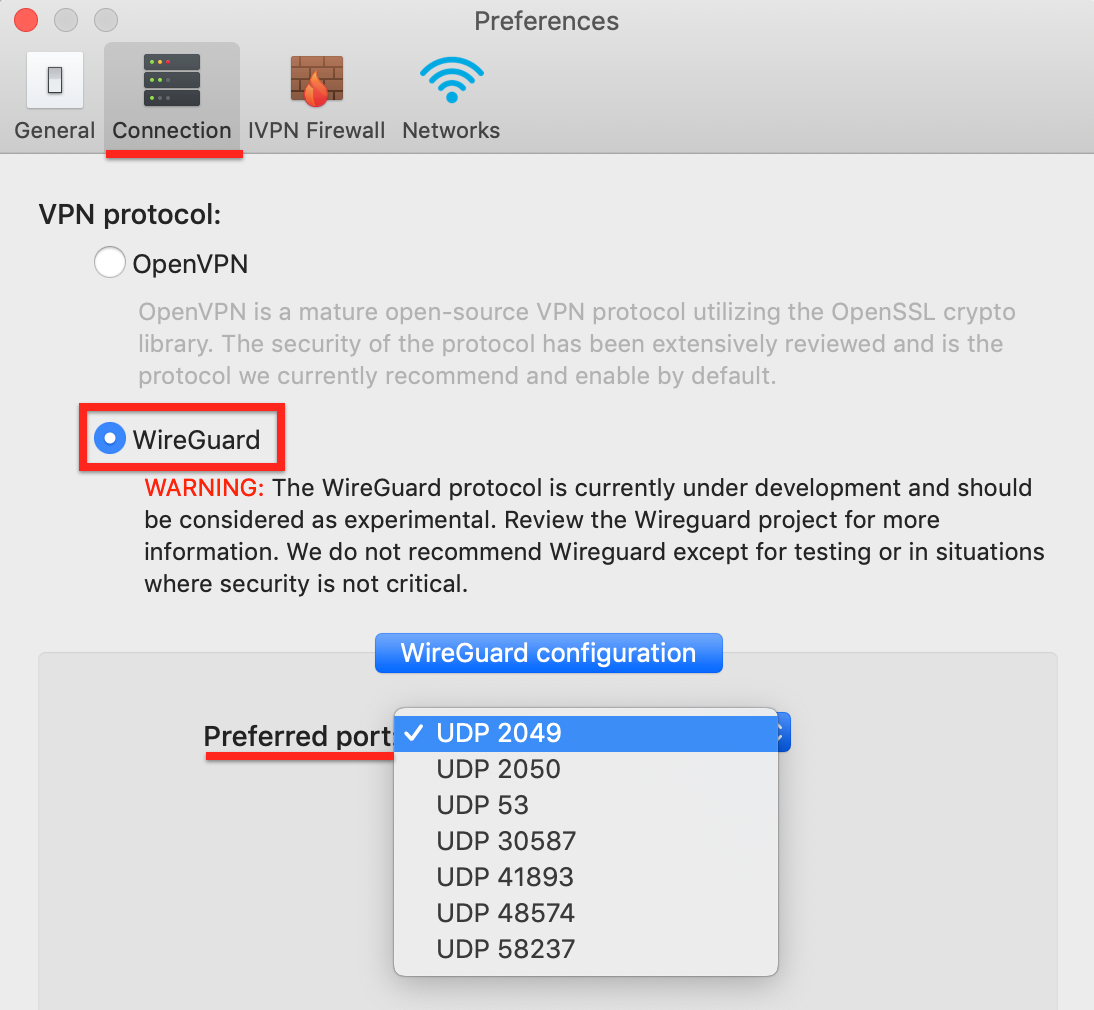 Preferences
General Connection IVPN Firewall Networks
VPN protocol:
OpenVPN
OpenVPN is a mature open-source VPN protocol utilizing the OpenSSL crypto
library. The security of the protocol has been extensively reviewed and is the
protocol we currently recommend and enable by default.
WireGuard
WARNING: The WireGuard protocol is currently under development and should
be considered as experimental. Review the Wireguard project for more
information. We do not recommend Wireguard except for testing or in situations
where security is not critical.
WireGuard configuration
Preferred port: UDP 2049
UDP 2050
UDP 53
UDP 30587
UDP 41893
UDP 48574
UDP 58237